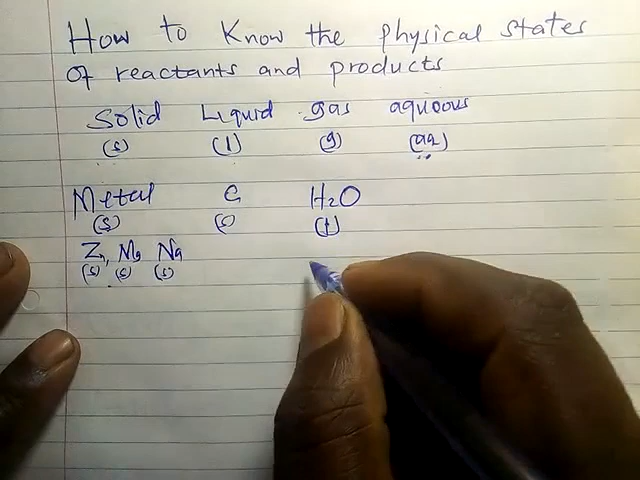 How to Know the physical states
of reactants and products
Solid Liquid gas aqueous
(s) (l) (g) (aq)
Metal C H2O
(s) (s) (l)
Zn, Mg Na
(s) (s) (s)